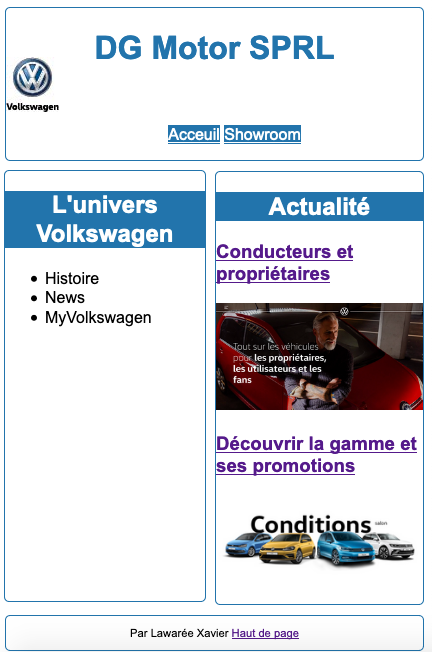 DG Motor SPRL
Volkswagen
Acceuil Showroom
L'univers
Volkswagen
Histoire
News
MyVolkswagen
Actualité
Conducteurs et
propriétaires
Tout sur les véhicules
pour les propriétaires,
les utilisateurs et les
fans
Découvrir la gamme et
ses promotions
Conditions salon
Par Lawarée Xavier Haut de page